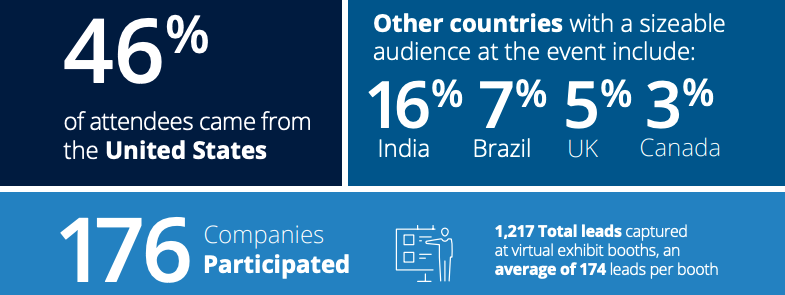 46%
of attendees came from
the United States
Other countries with a sizeable
audience at the event include:
16% 7% 5% 3%
India Brazil UK Canada
176 Companies
Participated
1,217 Total leads captured
at virtual exhibit booths, an
average of 174 leads per booth